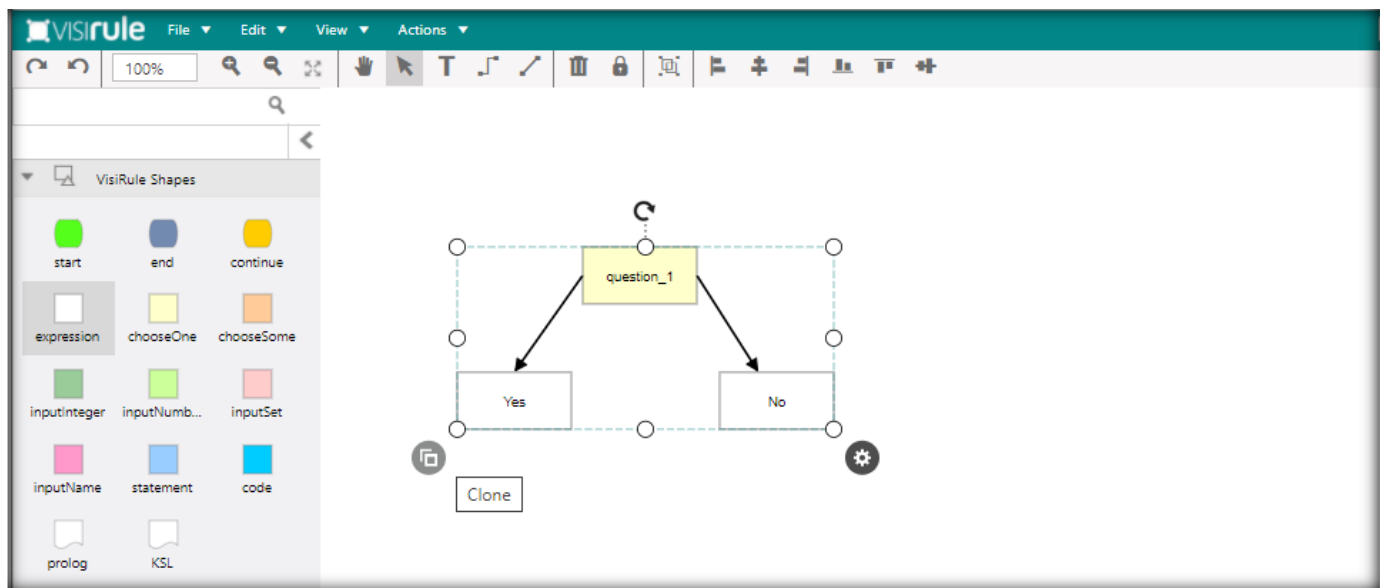 VISIrule File Edit View Actions
100% T
VisiRule Shapes
start end continue
expression chooseOne chooseSome
inputInteger inputNumb... inputSet
inputName statement code
prolog KSL
question_1
Yes No
Clone